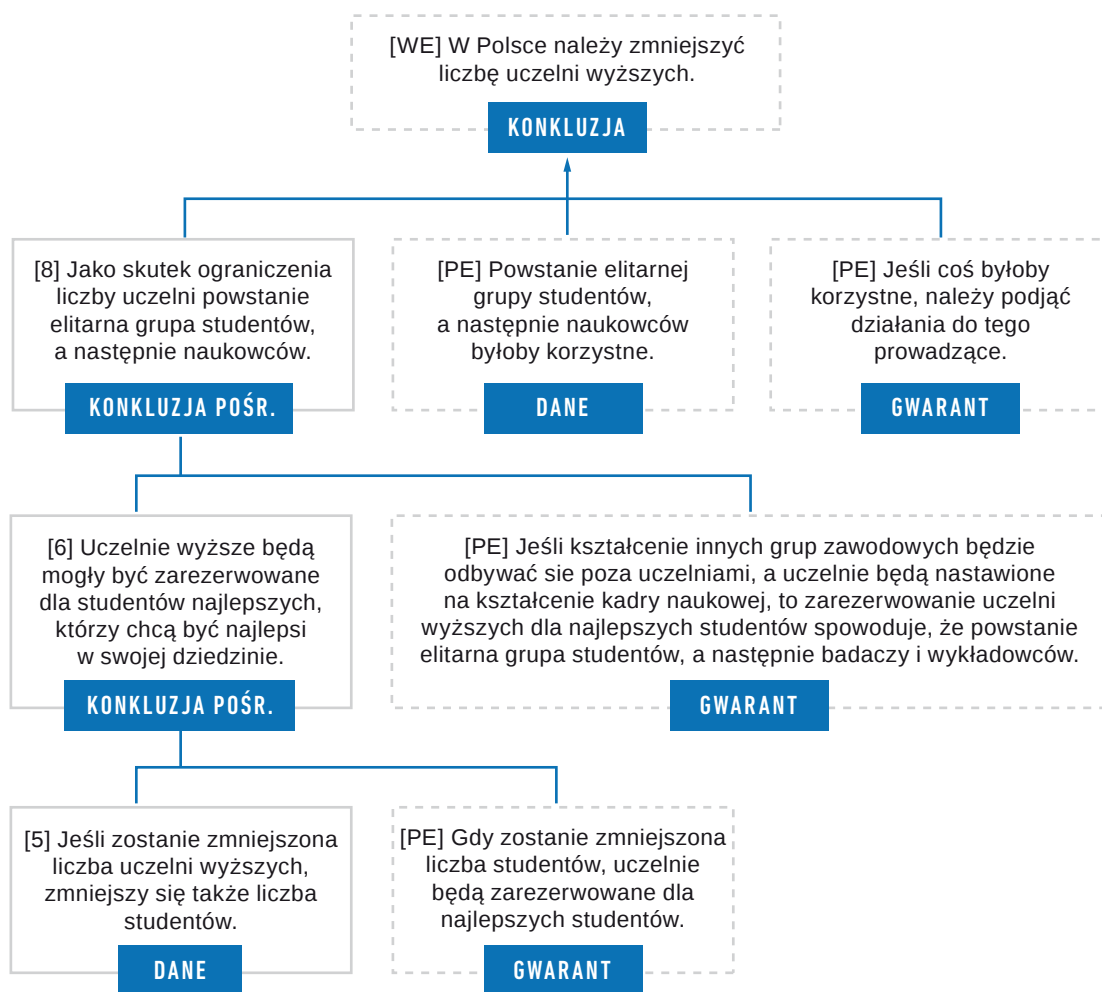 [WE] W Polsce należy zmniejszyć
liczbę uczelni wyższych.
KONKLUZJA
[8] Jako skutek ograniczenia
liczby uczelni powstanie
elitarna grupa studentów,
a następnie naukowców.
KONKLUZJA POŚR.
[PE] Powstanie elitarnej
grupy studentów,
a następnie naukowców
byłoby korzystne.
DANE
[PE] Jeśli coś byłoby
korzystne, należy podjąć
działania do tego
prowadzące.
GWARANT
[6] Uczelnie wyższe będą
mogły być zarezerwowane
dla studentów najlepszych,
którzy chcą być najlepsi
w swojej dziedzinie.
KONKLUZJA POŚR.
[PE] Jeśli kształcenie innych grup zawodowych będzie
odbywać sie poza uczelniami, a uczelnie będą nastawione
na kształcenie kadry naukowej, to zarezerwowanie uczelni
wyższych dla najlepszych studentów spowoduje, że powstanie
elitarna grupa studentów, a następnie badaczy i wykładowców.
GWARANT
[5] Jeśli zostanie zmniejszona
liczba uczelni wyższych,
zmniejszy się także liczba
studentów.
DANE
[PE] Gdy zostanie zmniejszona
liczba studentów, uczelnie
będą zarezerwowane dla
najlepszych studentów.
GWARANT